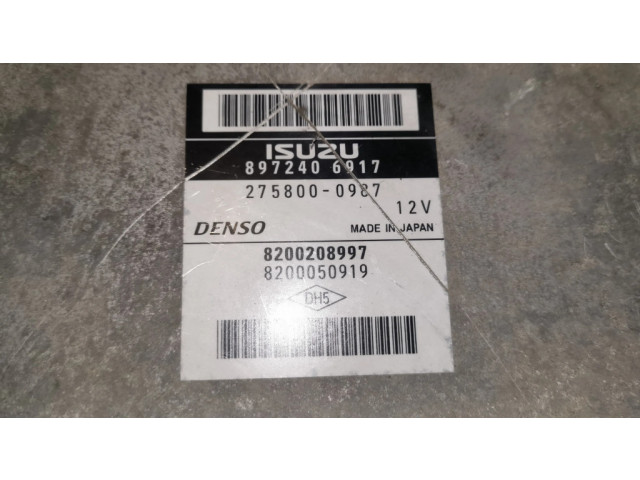 ISUZU
897240 6917
275800-0987
12V
DENSO
MADE IN JAPAN
8200208997
8200050919
DH5